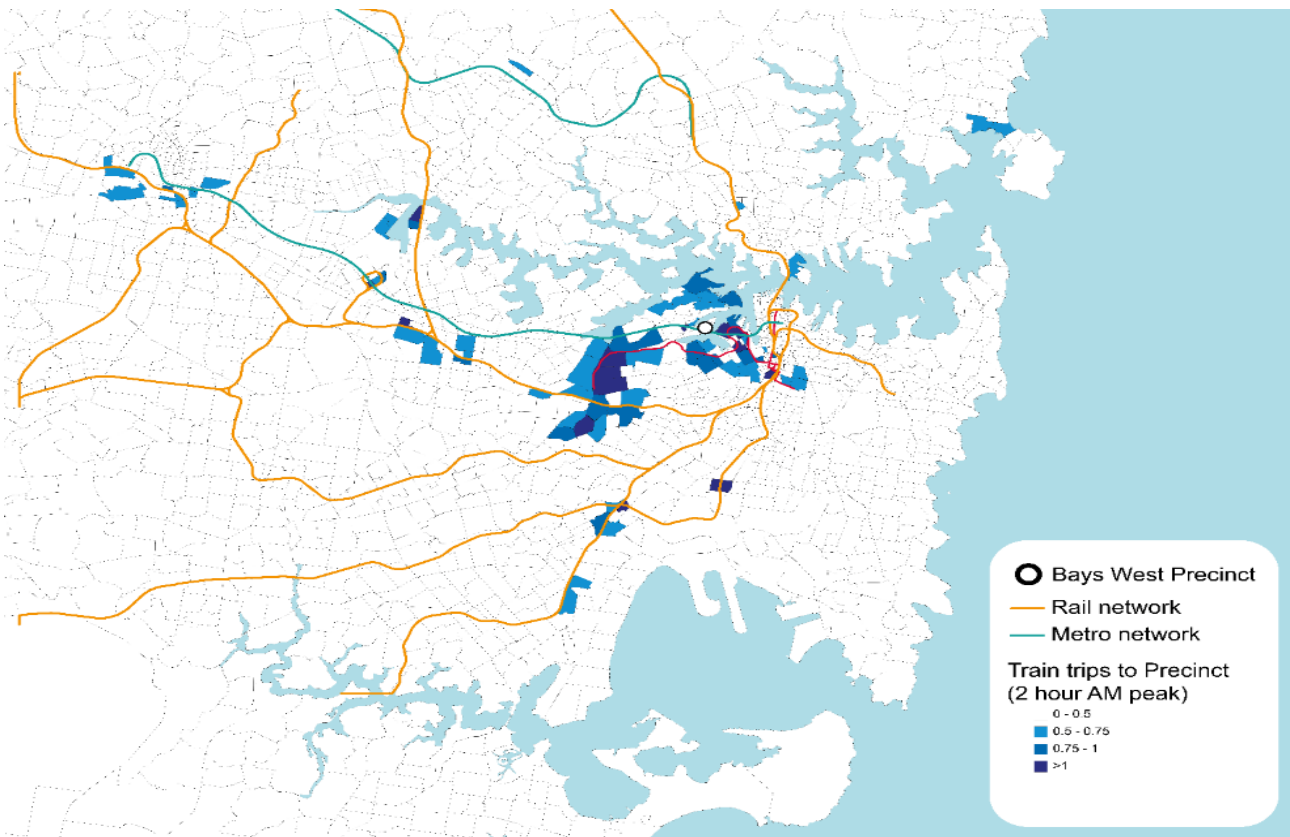 Bays West Precinct
Rail network
Metro network
Train trips to Precinct
(2 hour AM peak)
0 - 0.5
0.5 - 0.75
0.75 - 1
>1